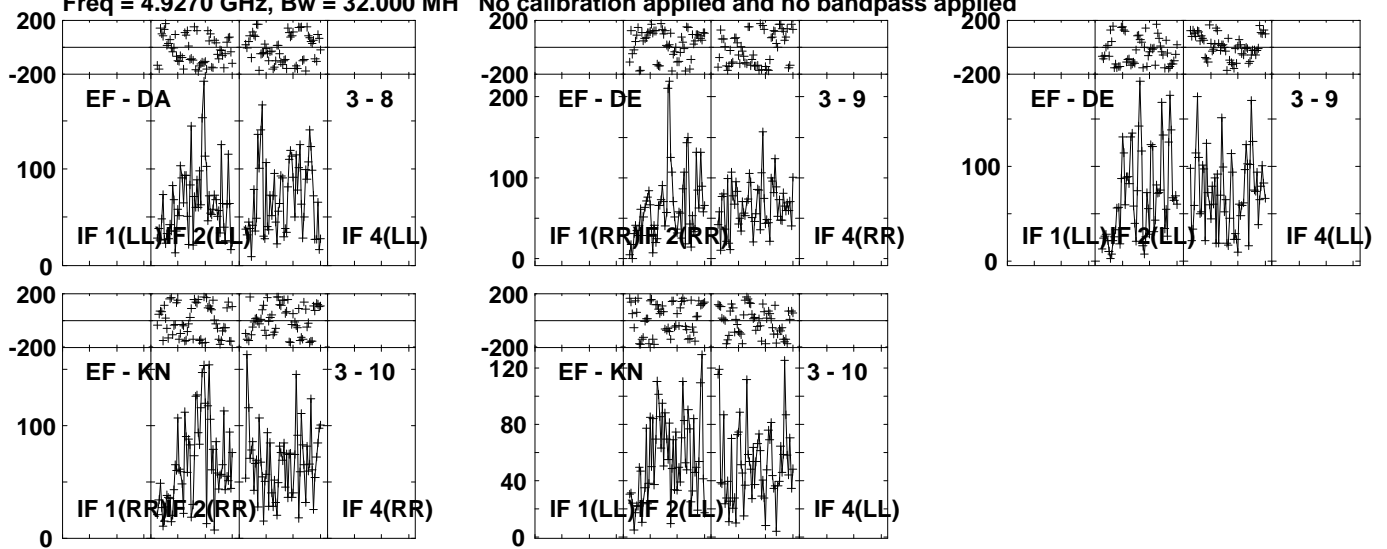 Freq = 4.9270 GHz, Bw = 32.000 MH No calibration applied and no bandpass applied
200
-200
EF - DA
3 - 8
100
0
IF 1(LL)
IF 2(LL)
IF 4(LL)
200
-200
200
EF - DE
3 - 9
100
0
IF 1(RR)
IF 2(RR)
IF 4(RR)
200
-200
200
EF - DE
3 - 9
100
0
IF 1(LL)
IF 2(LL)
IF 4(LL)
200
-200
EF - KN
3 - 10
100
0
IF 1(RR)
IF 2(RR)
IF 4(RR)
200
-200
120
EF - KN
3 - 10
80
40
0
IF 1(LL)
IF 2(LL)
IF 4(LL)